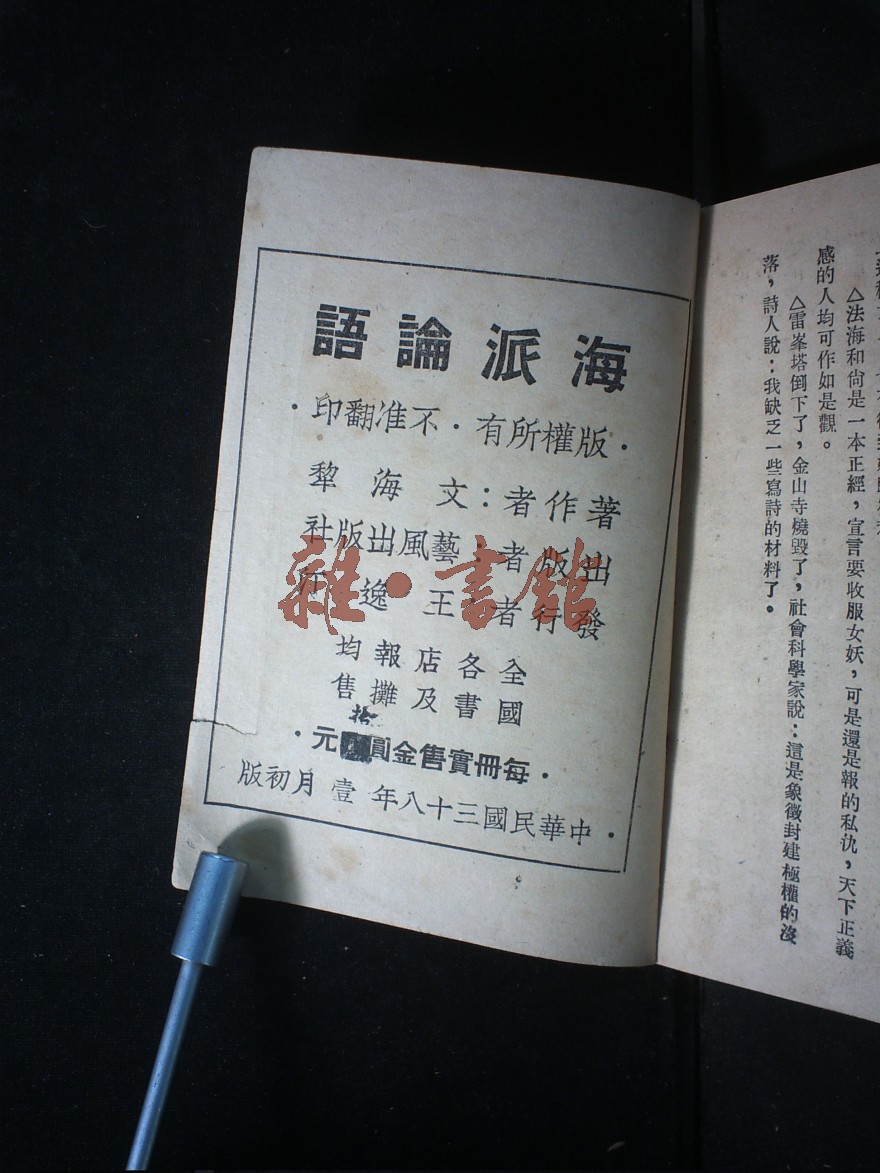 △法海和尙是一本正經，宣言要收服女妖，可是還是報的私仇，天下正義
感的人均可作如是觀。
△雷峯塔倒下了，金山寺燒毀了，社會科學家說：這是象徵封建極權的沒
落，詩人說：我缺乏一些寫詩的材料了。
海派論語
·版權所有·不准翻印·
著作者：文海犂
出版者 藝風出版社
發行者 王逸
全各店報均
國書及攤售
拾
·每冊實售金圓元·
·中華民國三十八年壹月初版
雜·書館